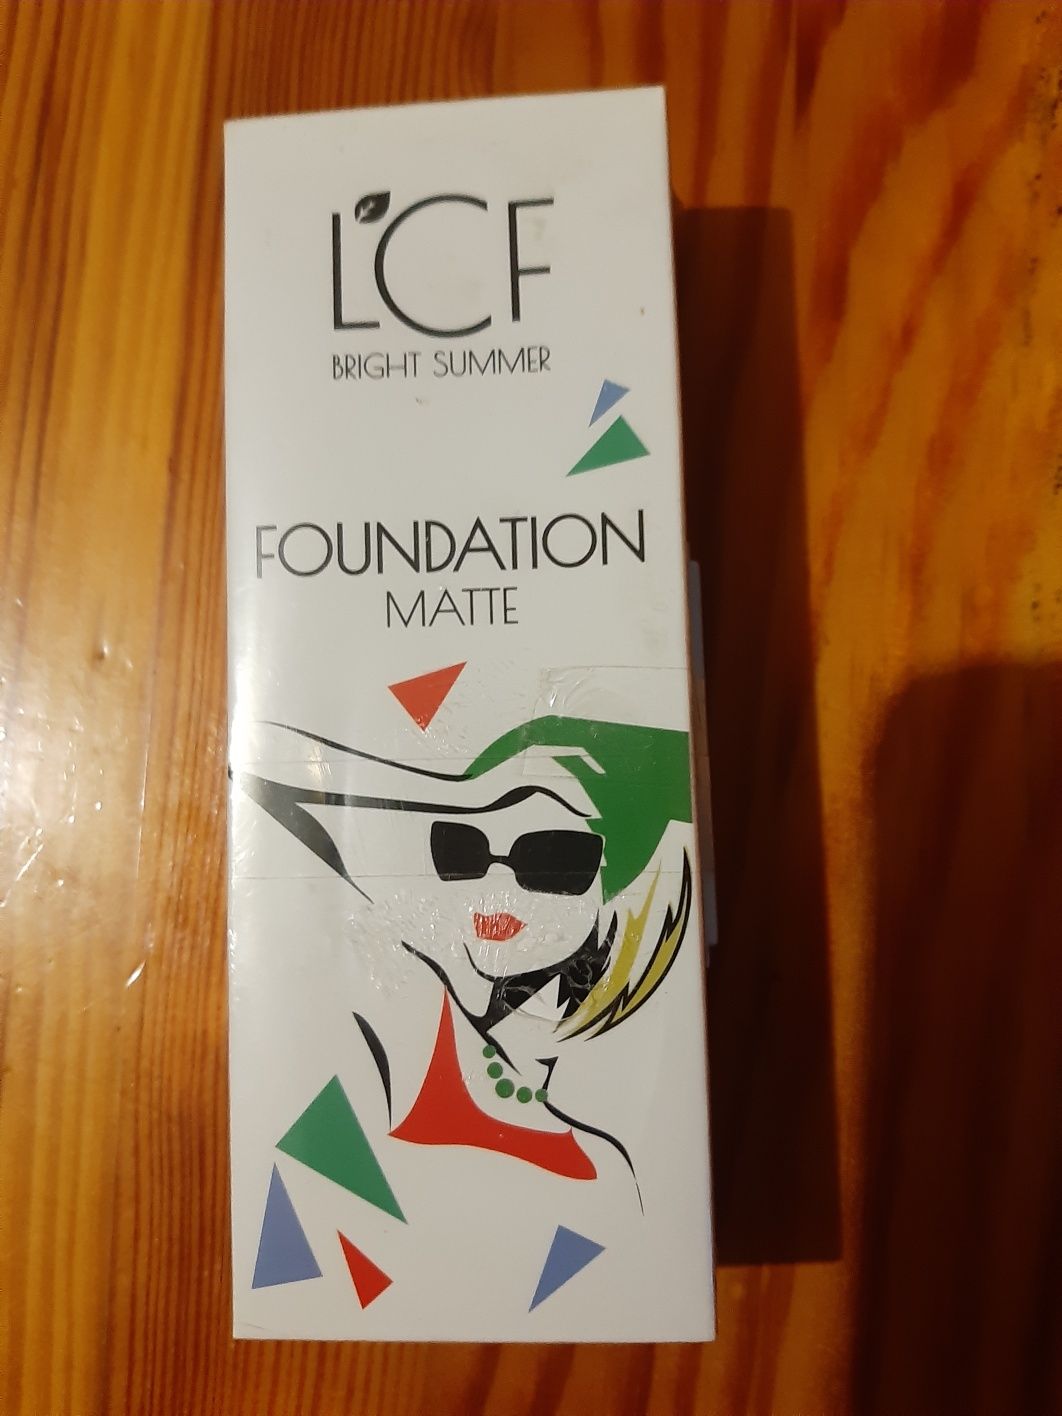 L'CF
BRIGHT SUMMER
FOUNDATION
MATTE